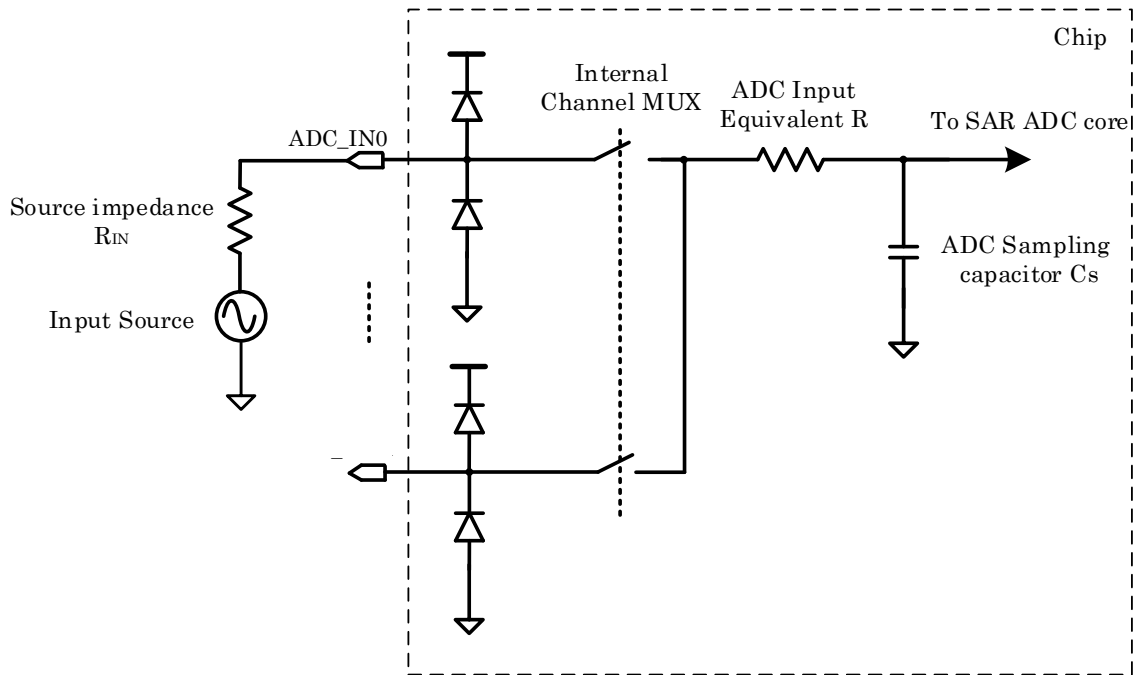 Chip
Internal
Channel MUX
ADC Input
Equivalent R
To SAR ADC core
ADC_IN0
Source impedance
RIN
Input Source
ADC Sampling
capacitor Cs